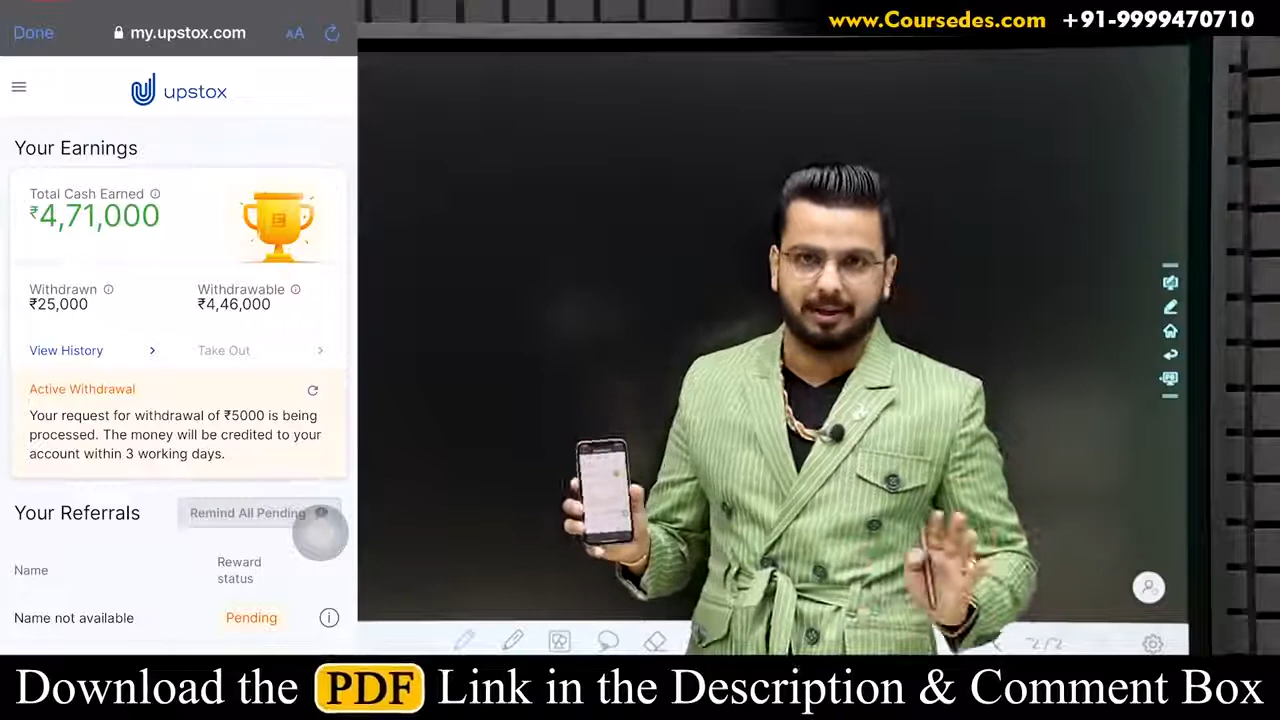 www.Coursedes.com +91-9999470710
Done my.upstox.com AA
upstox
Your Earnings
Total Cash Earned
₹4,71,000
Withdrawn Withdrawable
₹25,000 ₹4,46,000
View History Take Out
Active Withdrawal
Your request for withdrawal of ₹5000 is being
processed. The money will be credited to your
account within 3 working days.
Your Referrals Remind All Pending
Name Reward
status
Name not available Pending
2/2
Download the PDF Link in the Description & Comment Box